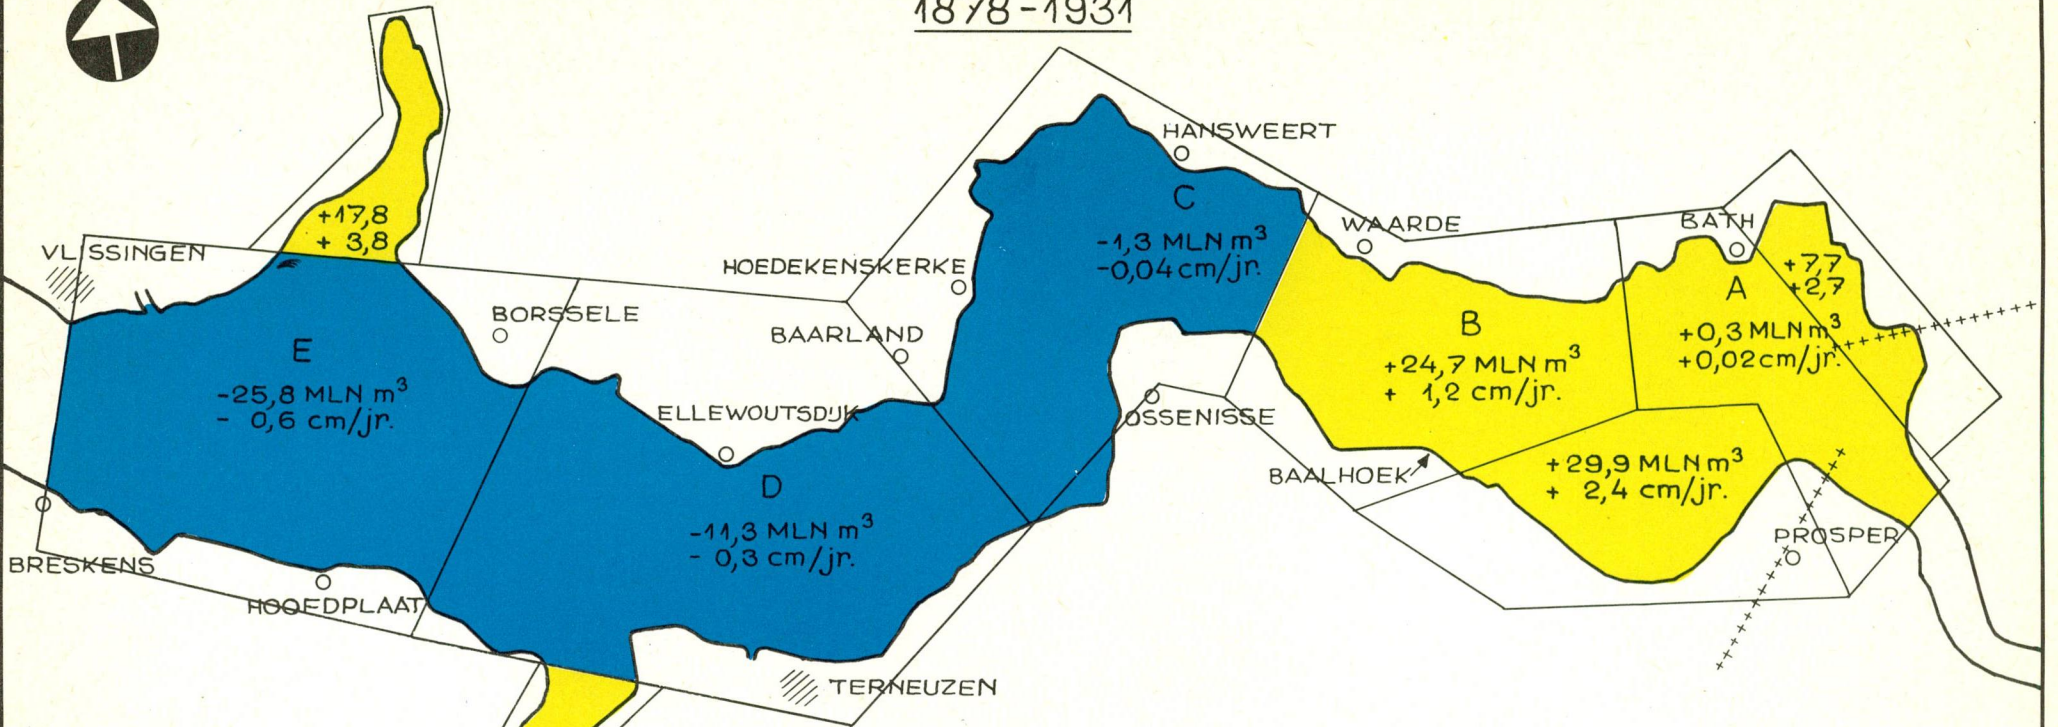 1878-1931
HANSWEERT
+17,8
+ 3,8
VLISSINGEN
C
-1,3 MLN m³
-0,04 cm/jr.
WAARDE
BATH
+7,7
+2,7
A
+0,3 MLN m³
+0,02 cm/jr.
HOEDEKENSKERKE
BORSSELE
BAARLAND
B
+24,7 MLN m³
+ 1,2 cm/jr.
E
-25,8 MLN m³
- 0,6 cm/jr.
ELLEWOUTSDIJK
OSSENISSE
BAALHOEK
+29,9 MLN m³
+ 2,4 cm/jr.
D
-11,3 MLN m³
- 0,3 cm/jr.
PROSPER
BRESKENS
HOOFDPLAAT
TERNEUZEN